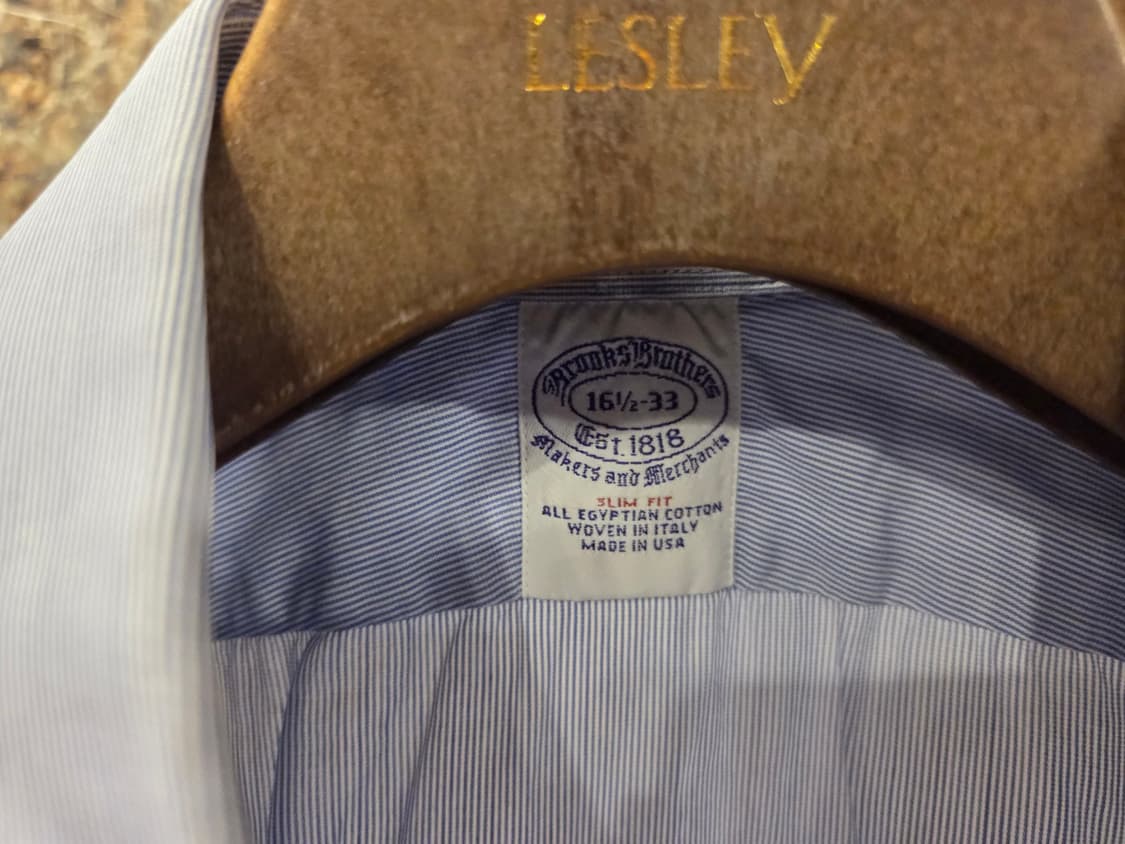 LESLEY
Brooks Brothers
16½-33
Est. 1818
Makers and Merchants
SLIM FIT
ALL EGYPTIAN COTTON
WOVEN IN ITALY
MADE IN USA